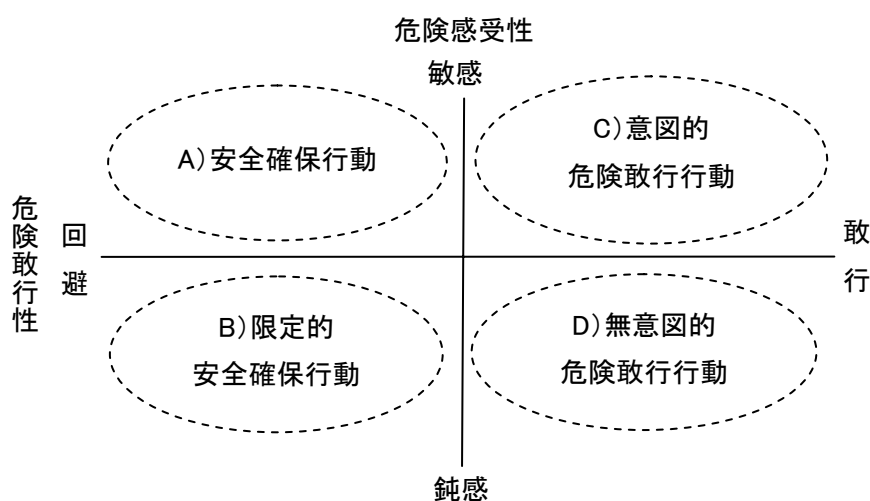 危険感受性
敏感
A)安全確保行動
C)意図的
危険敢行行動
危険敢行性
回避
敢行
B)限定的
安全確保行動
D)無意図的
危険敢行行動
鈍感